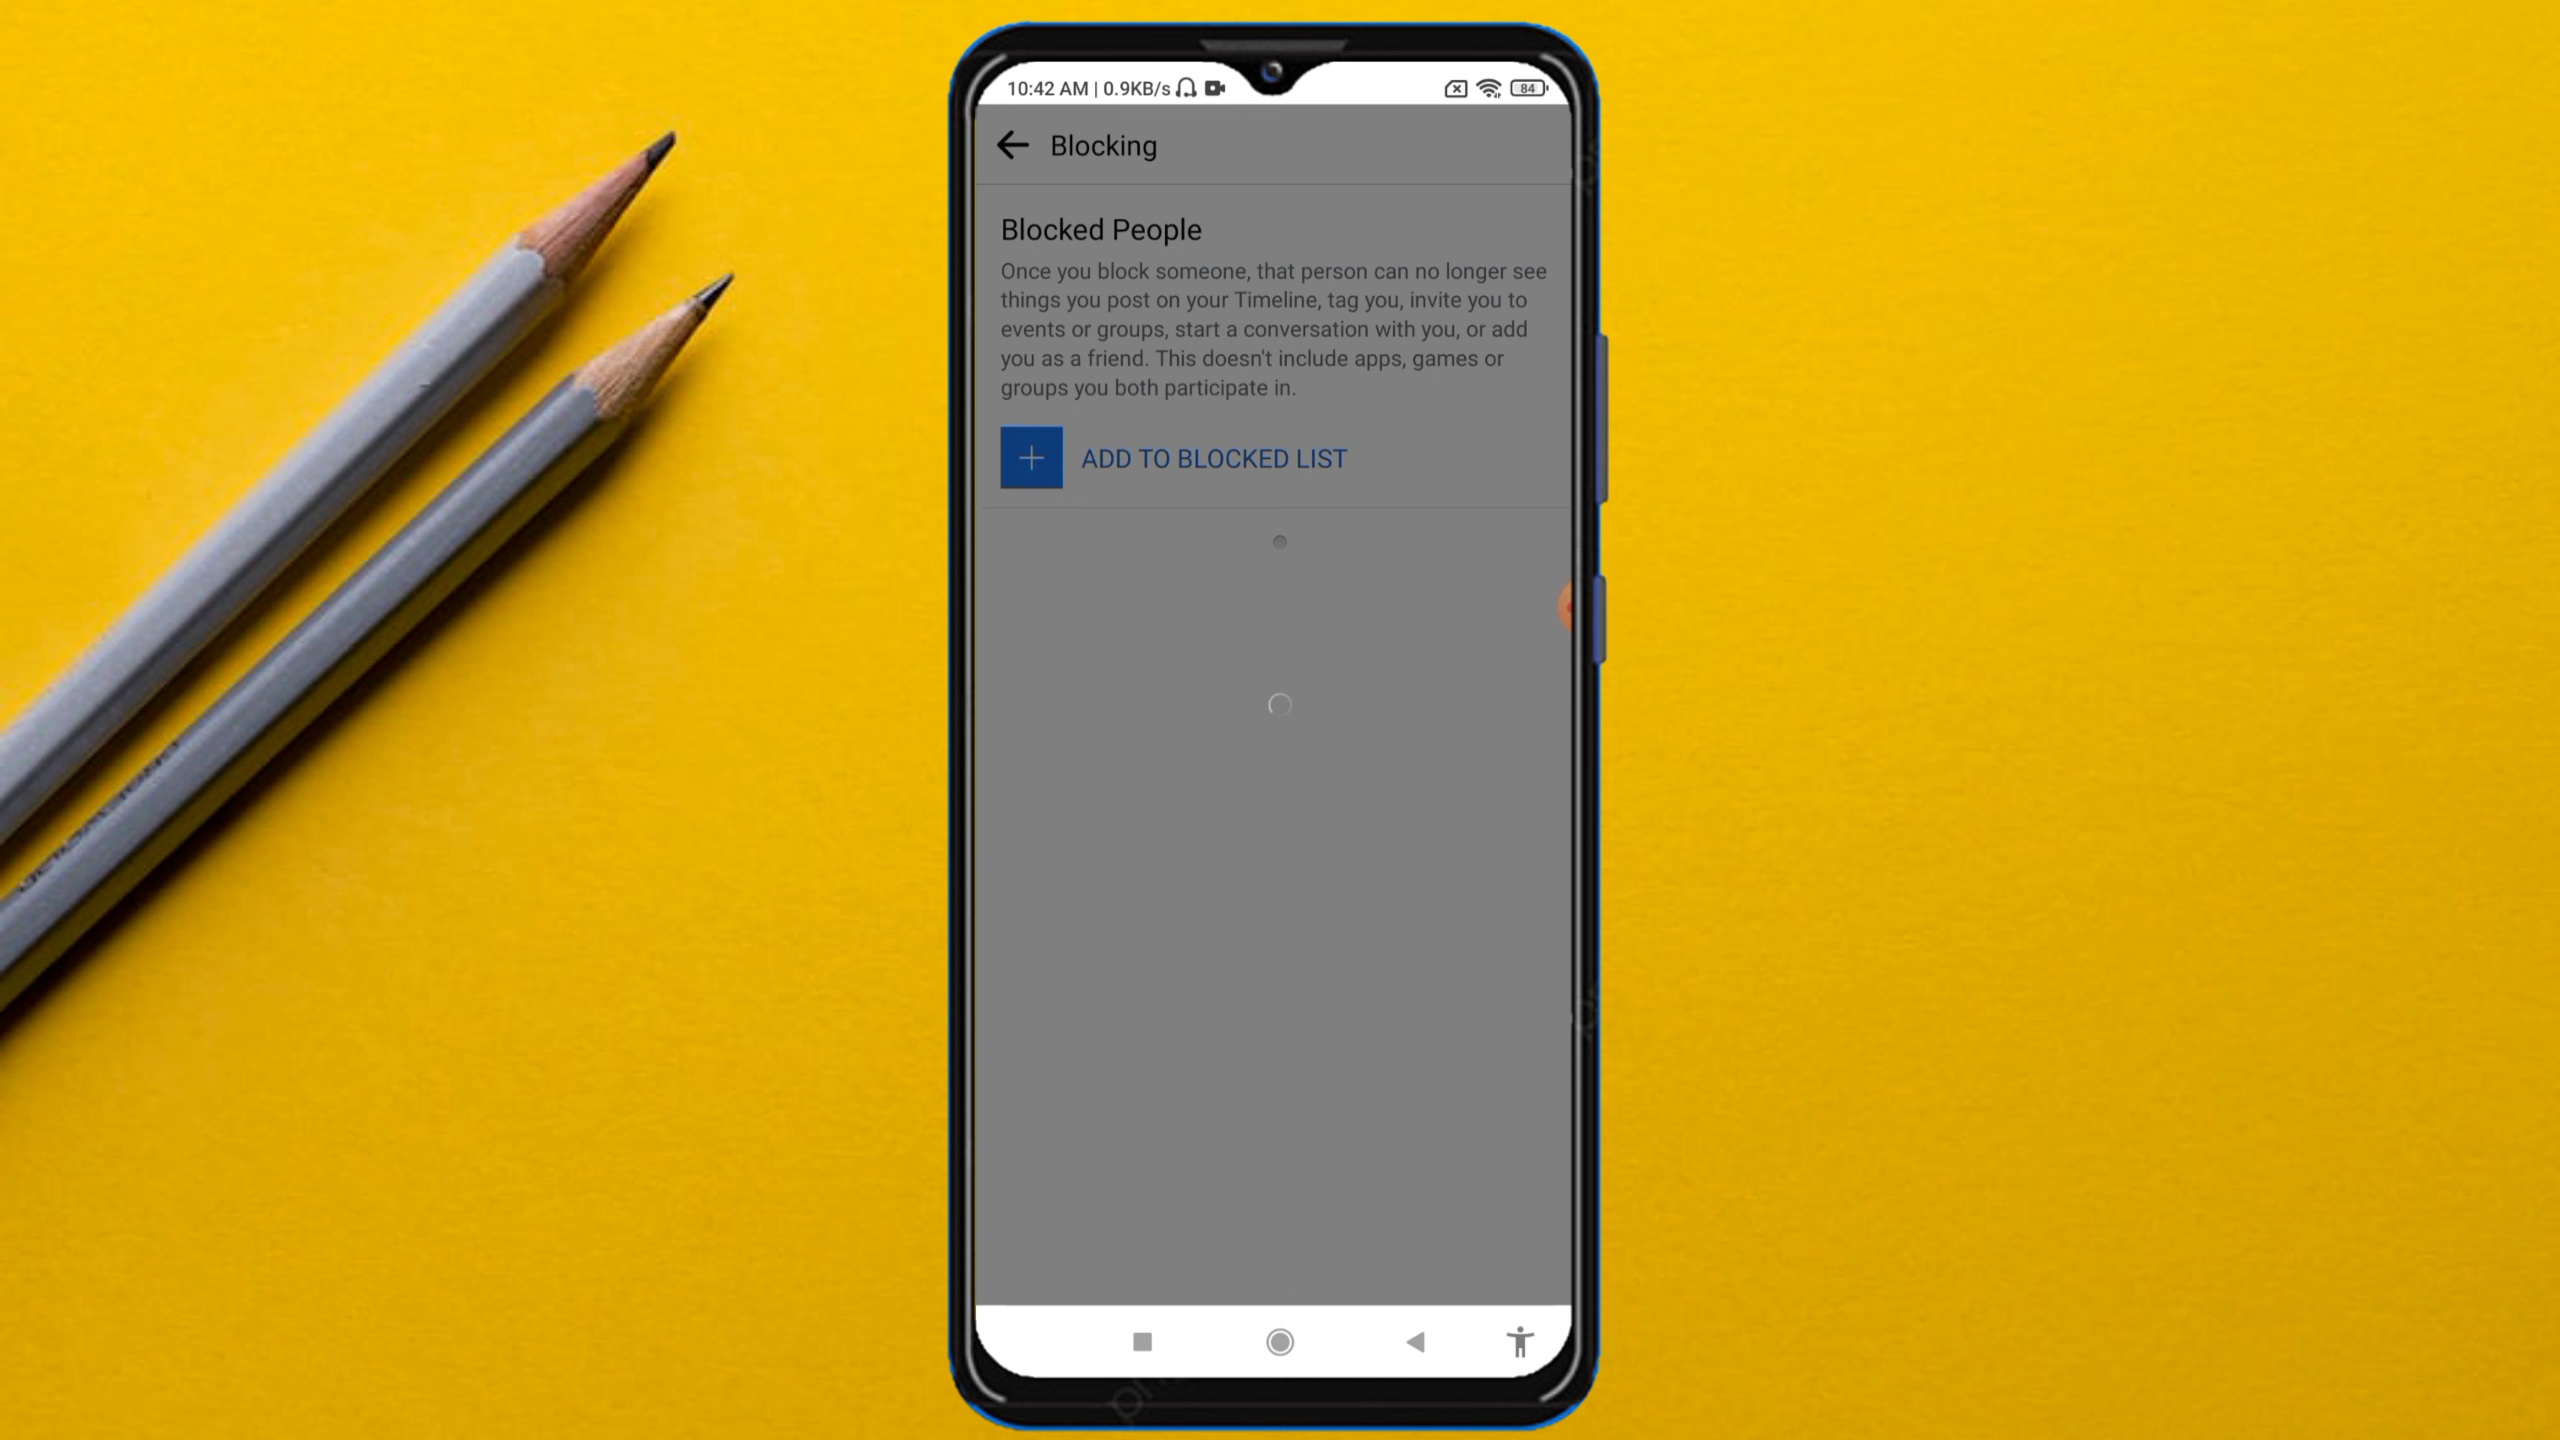 10:42 AM | 0.9KB/s
84
Blocking
Blocked People
Once you block someone, that person can no longer see
things you post on your Timeline, tag you, invite you to
events or groups, start a conversation with you, or add
you as a friend. This doesn't include apps, games or
groups you both participate in.
ADD TO BLOCKED LIST